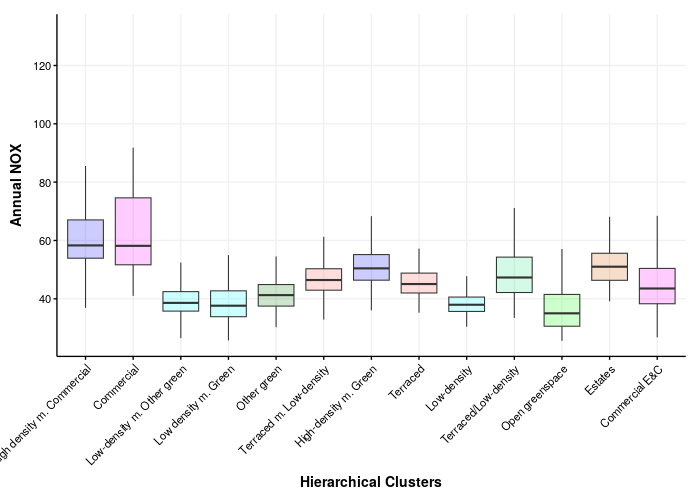 Annual NOX
120
100
80
60
40
density m. Commercial
Commercial
Low-density m. Other green
Low density m. Green
Other green
Terraced m. Low-density
High-density m. Green
Terraced
Low-density
Terraced/Low-density
Open greenspace
Estates
Commercial E&C
Hierarchical Clusters